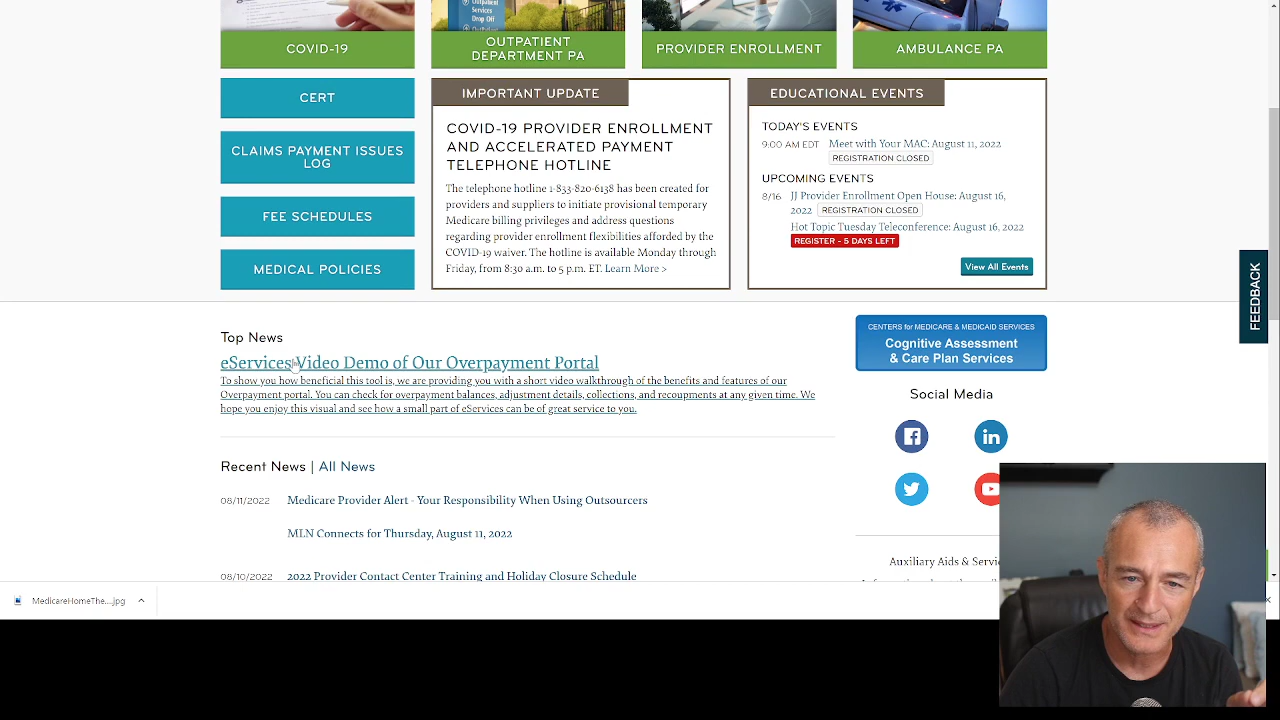 Outpatient
Services
Drop Off
COVID-19
OUTPATIENT
DEPARTMENT PA
PROVIDER ENROLLMENT
AMBULANCE PA
CERT
CLAIMS PAYMENT ISSUES
LOG
FEE SCHEDULES
MEDICAL POLICIES
IMPORTANT UPDATE
COVID-19 PROVIDER ENROLLMENT
AND ACCELERATED PAYMENT
TELEPHONE HOTLINE
The telephone hotline 1-833-820-6138 has been created for
providers and suppliers to initiate provisional temporary
Medicare billing privileges and address questions
regarding provider enrollment flexibilities afforded by the
COVID-19 waiver. The hotline is available Monday through
Friday, from 8:30 a.m. to 5 p.m. ET. Learn More >
EDUCATIONAL EVENTS
TODAY'S EVENTS
9:00 AM EDT Meet with Your MAC: August 11, 2022
REGISTRATION CLOSED
UPCOMING EVENTS
8/16 JJ Provider Enrollment Open House: August 16,
2022 REGISTRATION CLOSED
Hot Topic Tuesday Teleconference: August 16, 2022
REGISTER - 5 DAYS LEFT
View All Events
FEEDBACK
Top News
eServices Video Demo of Our Overpayment Portal
To show you how beneficial this tool is, we are providing you with a short video walkthrough of the benefits and features of our
Overpayment portal. You can check for overpayment balances, adjustment details, collections, and recoupments at any given time. We
hope you enjoy this visual and see how a small part of eServices can be of great service to you.
CENTERS for MEDICARE & MEDICAID SERVICES
Cognitive Assessment
& Care Plan Services
Social Media
Recent News | All News
08/11/2022 Medicare Provider Alert - Your Responsibility When Using Outsourcers
MLN Connects for Thursday, August 11, 2022
08/10/2022 2022 Provider Contact Center Training and Holiday Closure Schedule
Auxiliary Aids &
MedicareHomeThe....jpg